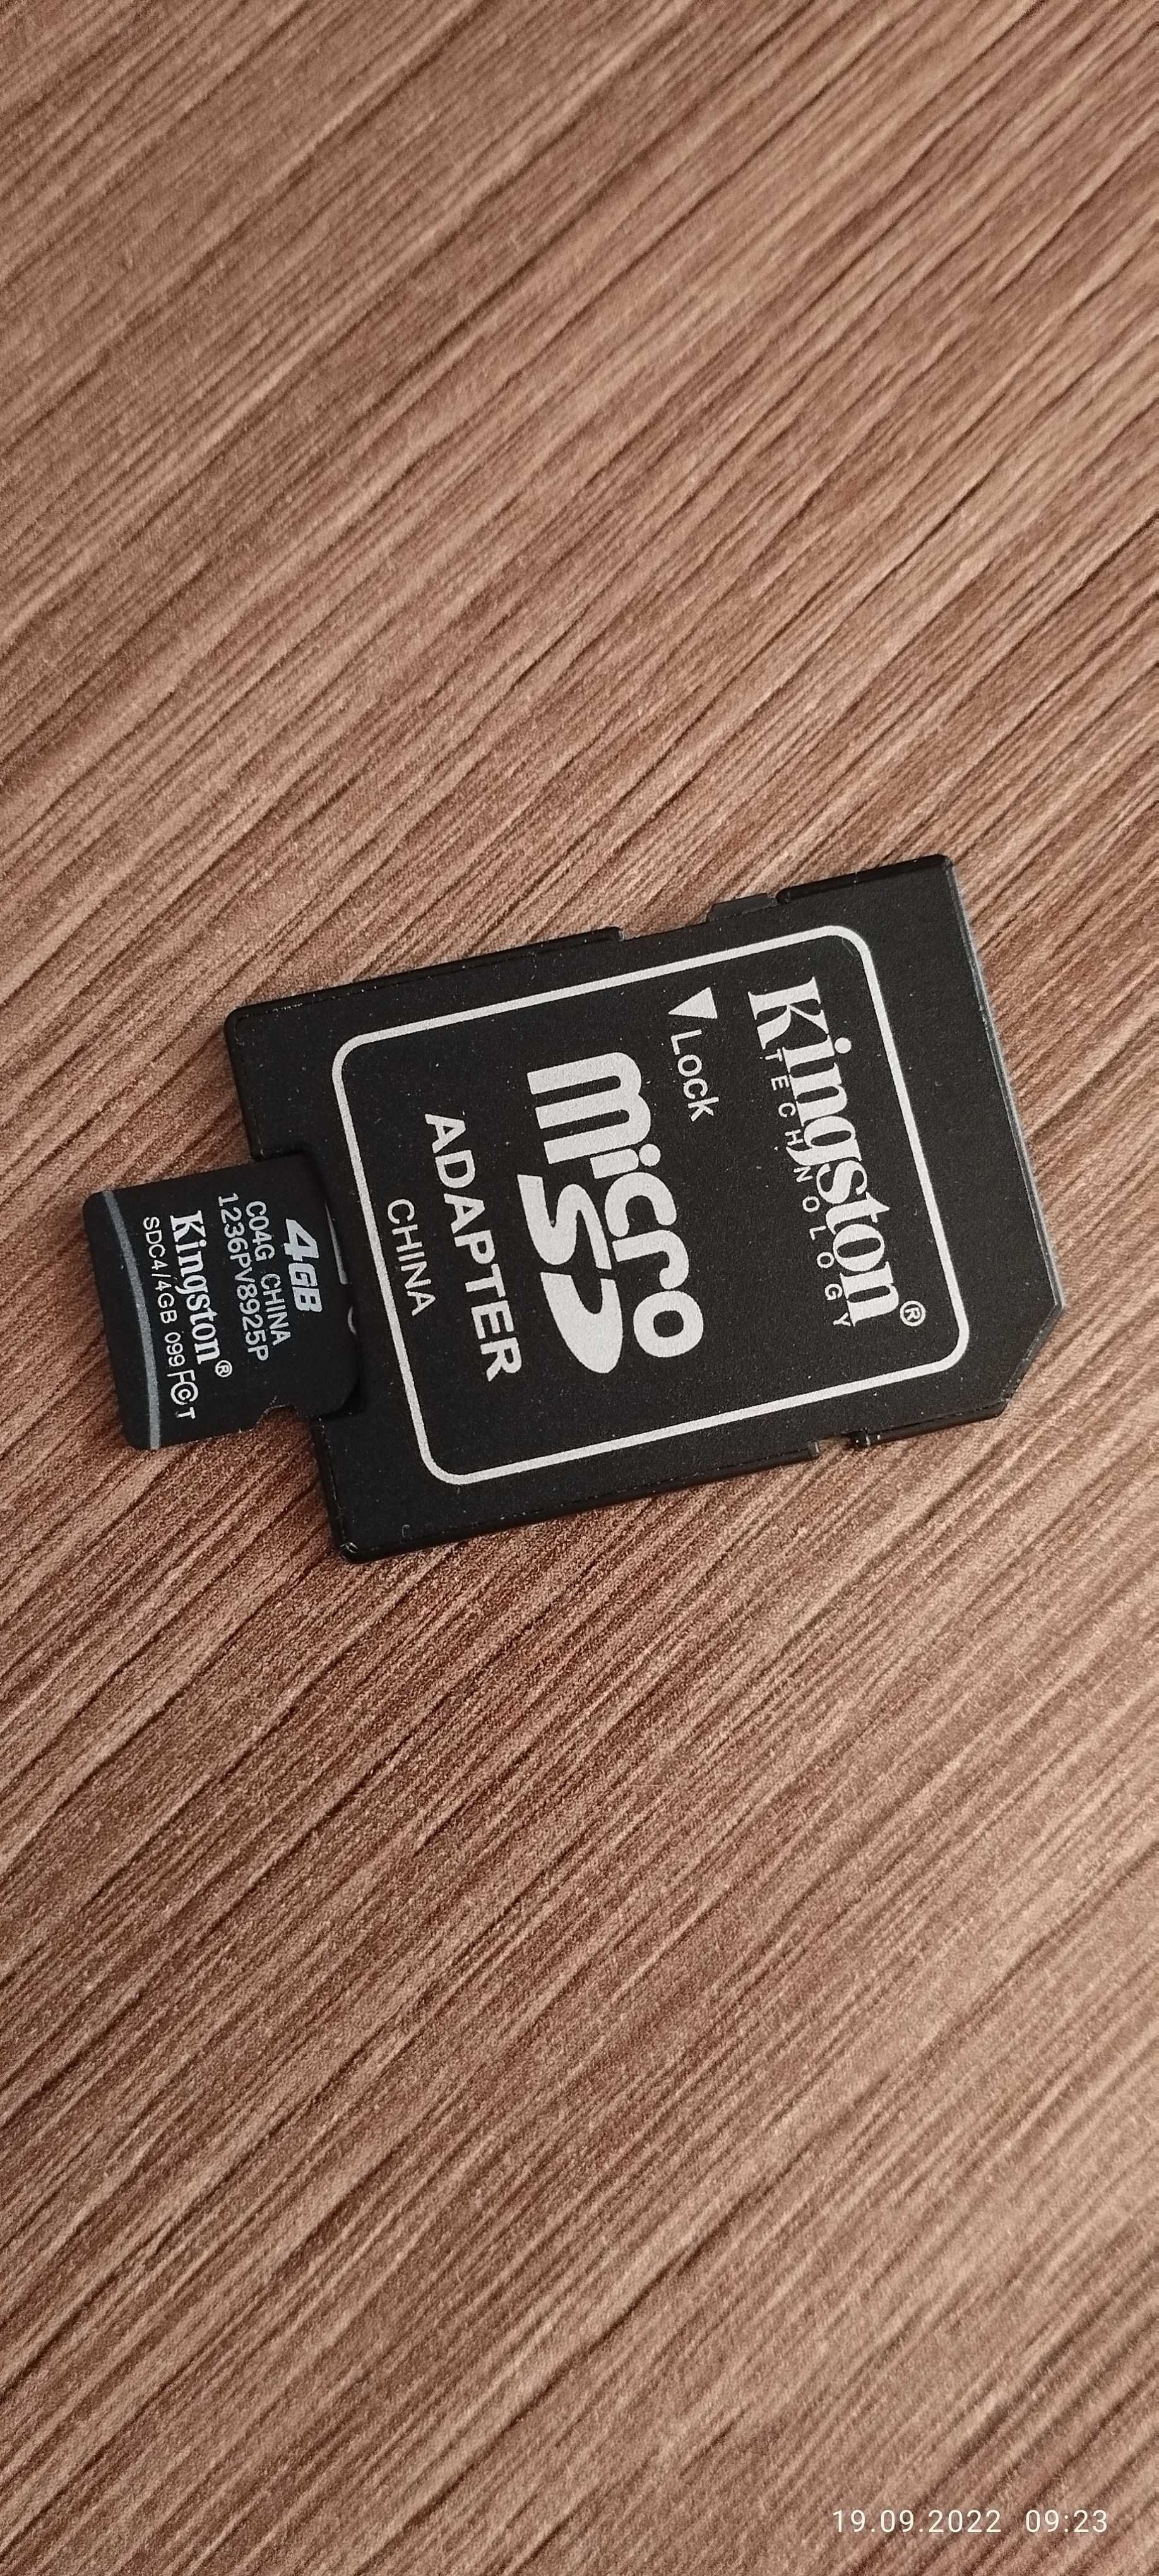 Kingston®
TECHNOLOGY
Lock
micro
SD
ADAPTER
CHINA
4GB
C04G CHINA
1236PV8925P
Kingston®
SDC4/4GB 099
19.09.2022 09:23